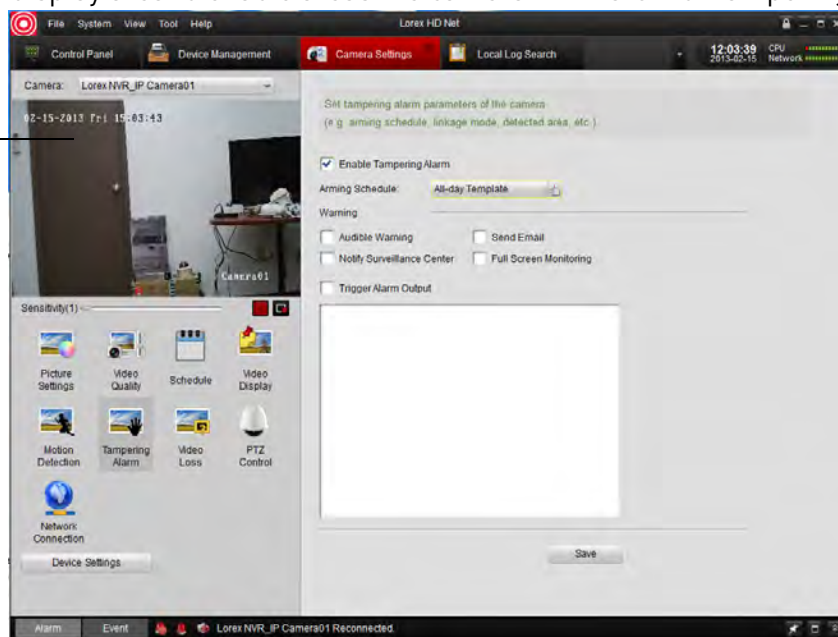 File System View Tool Help Lorex HD Net
Control Panel Device Management Camera Settings Local Log Search 12:03:39 CPU
2013-02-15 Network
Camera: Lorex NVR_IP Camera01
02-15-2013 Fri 15:03:43
Camera01
Sensitivity(1)
Picture Settings
Video Quality
Schedule
Video Display
Motion Detection
Tampering Alarm
Video Loss
PTZ Control
Network Connection
Device Settings
Set tampering alarm parameters of the camera
(e.g. arming schedule, linkage mode, detected area, etc.)
Enable Tampering Alarm
Arming Schedule: All-day Template
Warning
Audible Warning Send Email
Notify Surveillance Center Full Screen Monitoring
Trigger Alarm Output
Save
Alarm Event Lorex NVR_IP Camera01 Reconnected.